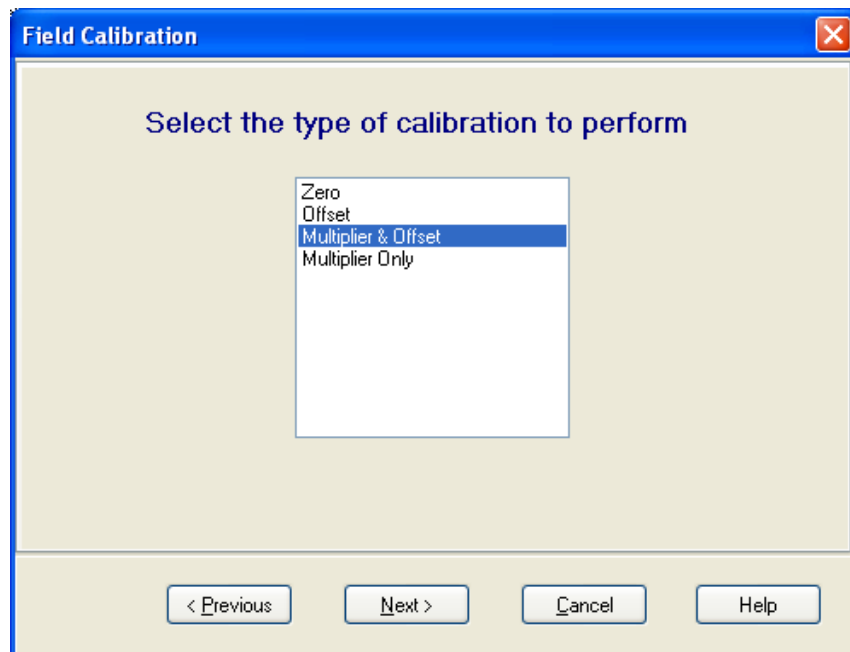 Field Calibration
Select the type of calibration to perform
Zero
Offset
Multiplier & Offset
Multiplier Only
< Previous
Next >
Cancel
Help